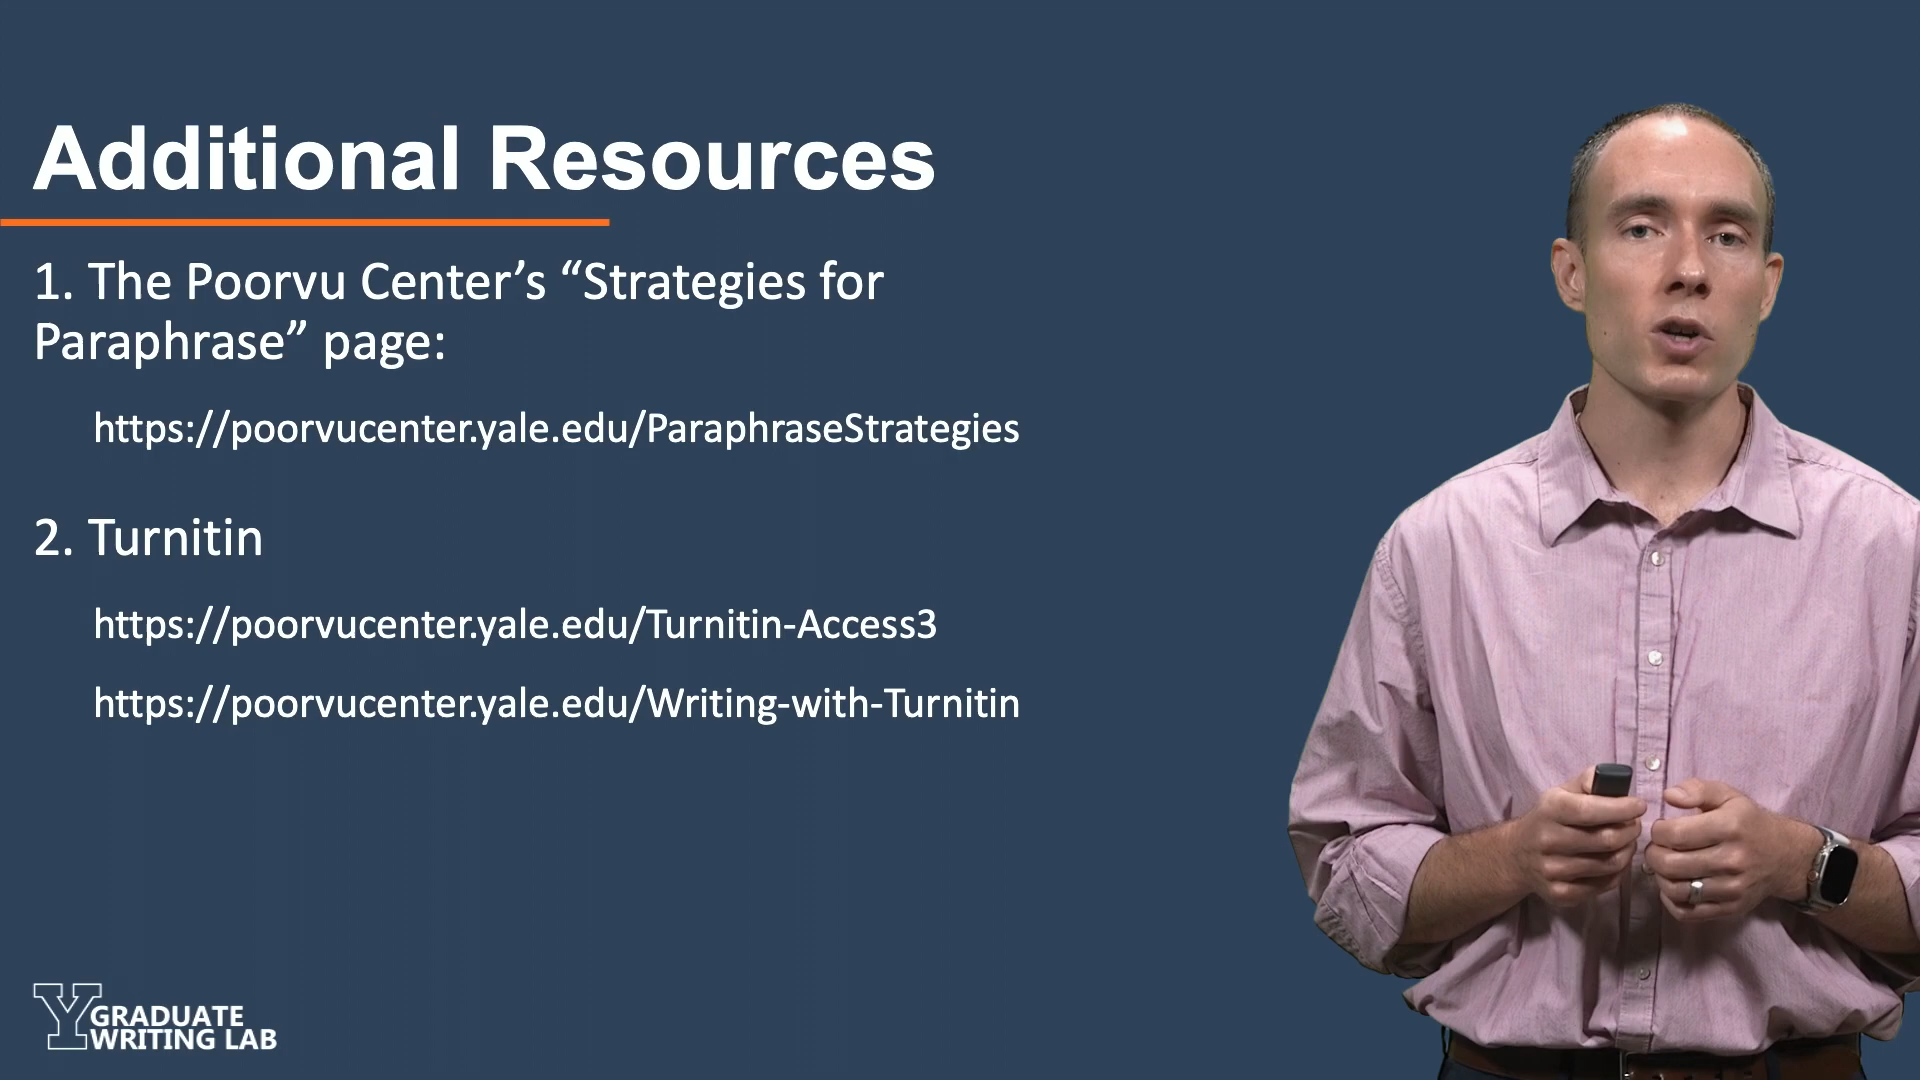 Additional Resources
1. The Poorvu Center’s “Strategies for
Paraphrase” page:
https://poorvucenter.yale.edu/ParaphraseStrategies
2. Turnitin
https://poorvucenter.yale.edu/Turnitin-Access3
https://poorvucenter.yale.edu/Writing-with-Turnitin
Y GRADUATE
WRITING LAB